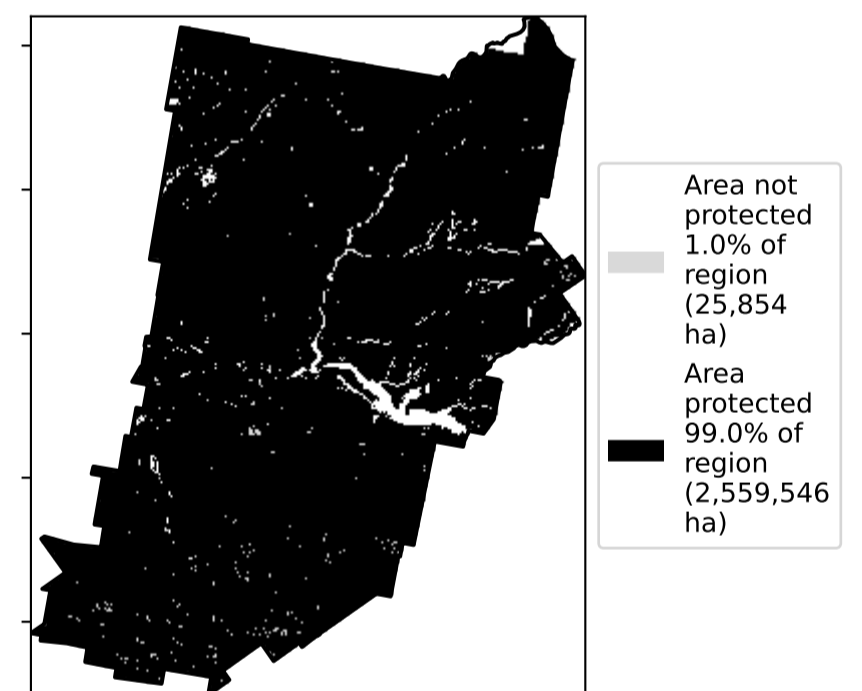 Area not
protected
1.0% of
region
(25,854
ha)
Area
protected
99.0% of
region
(2,559,546
ha)